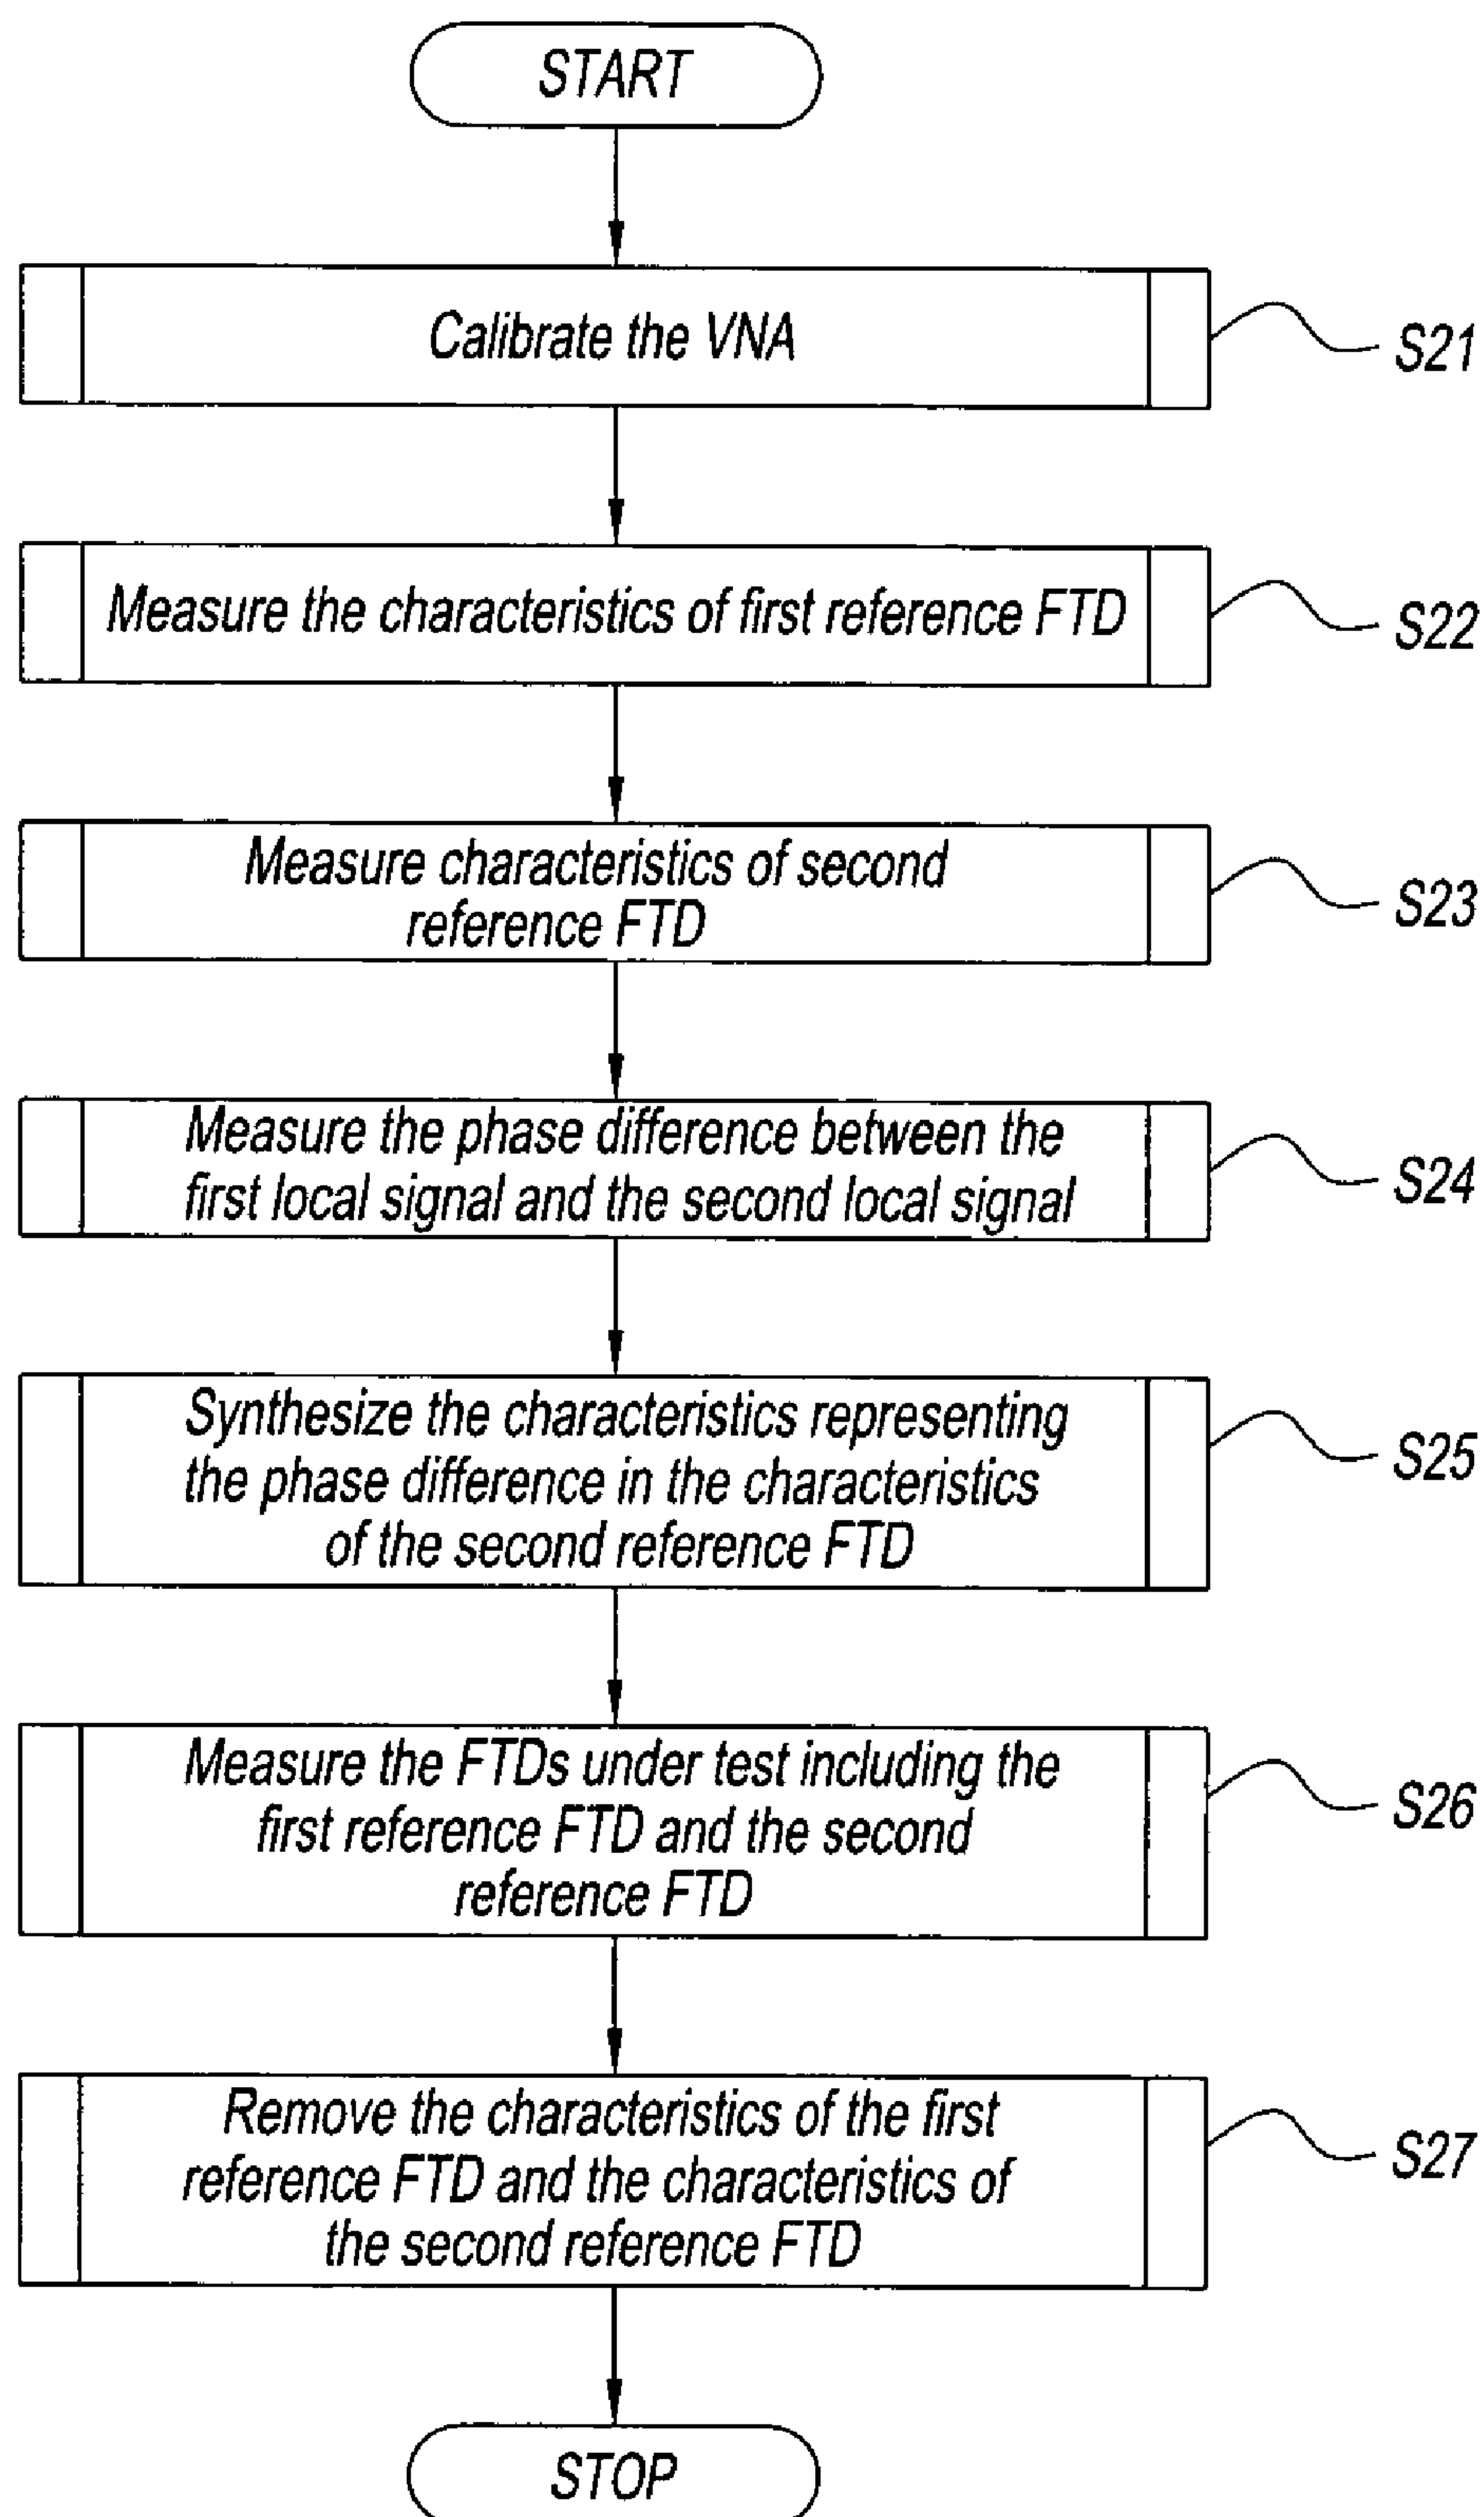 START
Calibrate the VNA
S21
Measure the characteristics of first reference FTD
S22
Measure characteristics of second
reference FTD
S23
Measure the phase difference between the
first local signal and the second local signal
S24
Synthesize the characteristics representing
the phase difference in the characteristics
of the second reference FTD
S25
Measure the FTDs under test including the
first reference FTD and the second
reference FTD
S26
Remove the characteristics of the first
reference FTD and the characteristics of
the second reference FTD
S27
STOP